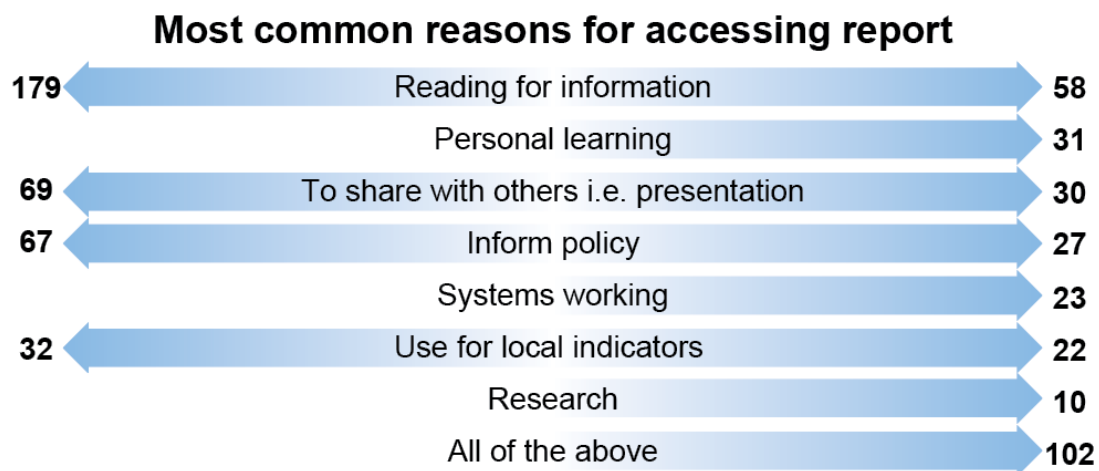 Most common reasons for accessing report
179 Reading for information 58
Personal learning 31
69 To share with others i.e. presentation 30
67 Inform policy 27
Systems working 23
32 Use for local indicators 22
Research 10
All of the above 102